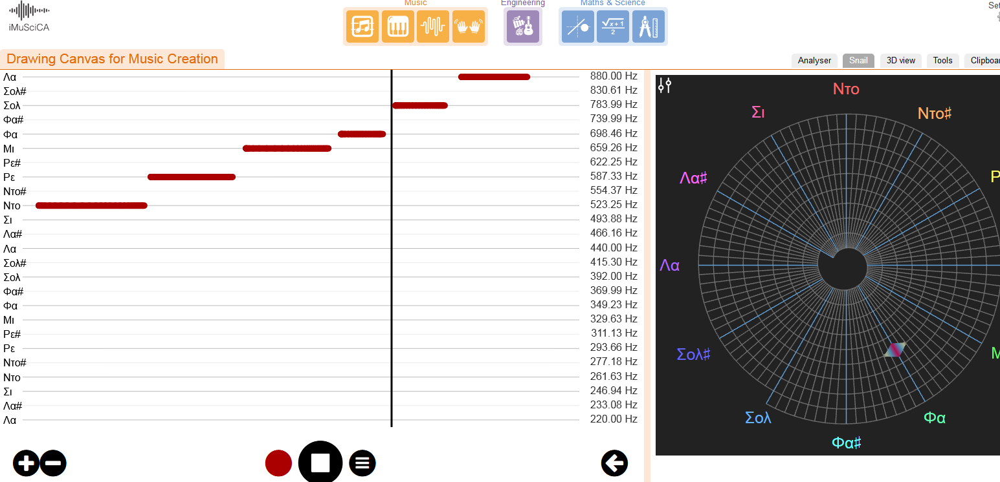 Music
Engineering
Maths & Science
Set
iMuSciCA
√x+1
2
Drawing Canvas for Music Creation
Analyser
Snail
3D view
Tools
Clipboar
Λα 880.00 Hz
Σολ# 830.61 Hz
Σολ 783.99 Hz
Φα# 739.99 Hz
Φα 698.46 Hz
Μι 659.26 Hz
Ρε# 622.25 Hz
Ρε 587.33 Hz
Ντο# 554.37 Hz
Ντο 523.25 Hz
Σι 493.88 Hz
Λα# 466.16 Hz
Λα 440.00 Hz
Σολ# 415.30 Hz
Σολ 392.00 Hz
Φα# 369.99 Hz
Φα 349.23 Hz
Μι 329.63 Hz
Ρε# 311.13 Hz
Ρε 293.66 Hz
Ντο# 277.18 Hz
Ντο 261.63 Hz
Σι 246.94 Hz
Λα# 233.08 Hz
Λα 220.00 Hz
Ντο
Σι
Ντο♯
Λα♯
Ρ
Λα
Σολ♯
Μ
Σολ
Φα
Φα♯